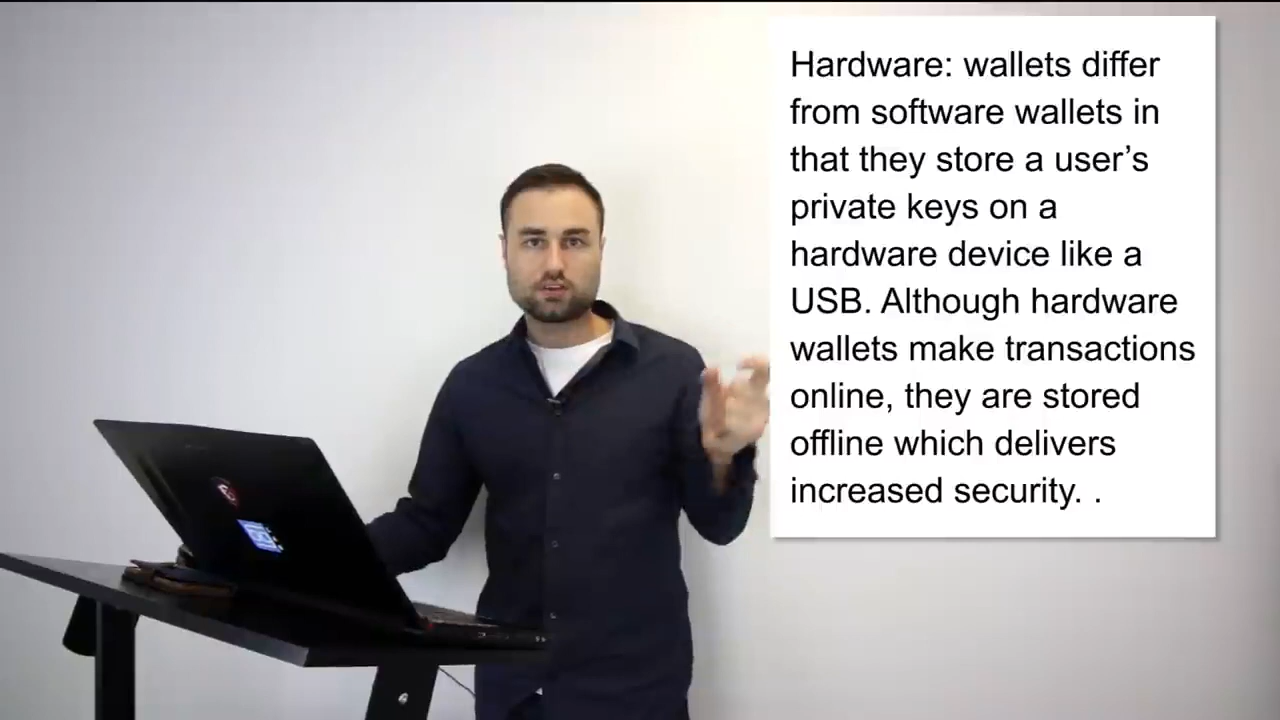 Hardware: wallets differ
from software wallets in
that they store a user’s
private keys on a
hardware device like a
USB. Although hardware
wallets make transactions
online, they are stored
offline which delivers
increased security. .